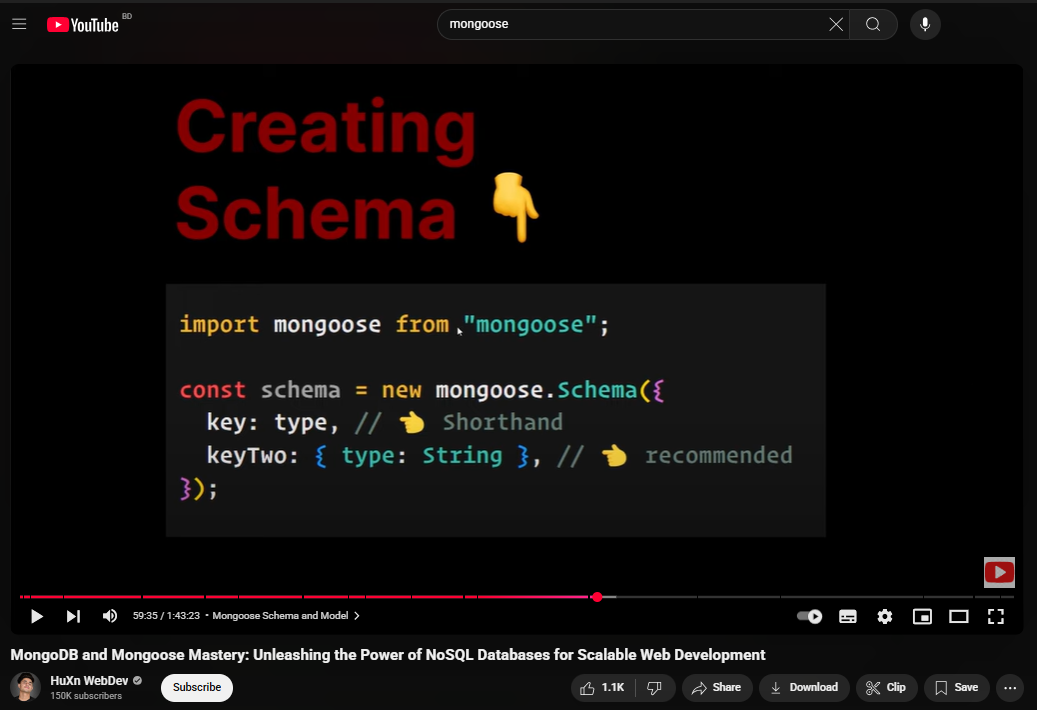 YouTube BD
mongoose
Creating
Schema 👇
import mongoose from "mongoose";
const schema = new mongoose.Schema({
key: type, // 👈 Shorthand
keyTwo: { type: String }, // 👈 recommended
});
59:35 / 1:43:23 • Mongoose Schema and Model >
MongoDB and Mongoose Mastery: Unleashing the Power of NoSQL Databases for Scalable Web Development
HuXn WebDev
150K subscribers
Subscribe
1.1K
Share
Download
Clip
Save